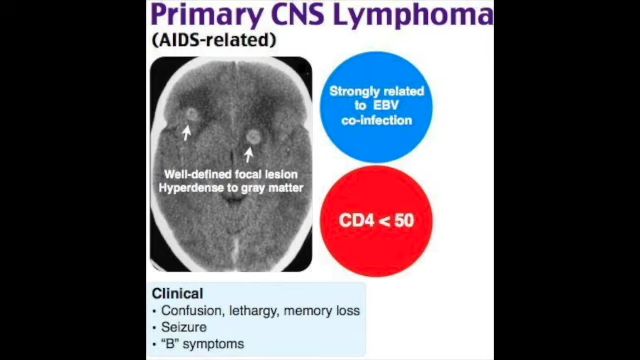 Primary CNS Lymphoma
(AIDS-related)
Strongly related
to EBV
co-infection
Well-defined focal lesion
Hyperdense to gray matter
CD4 < 50
Clinical
• Confusion, lethargy, memory loss
• Seizure
• “B” symptoms